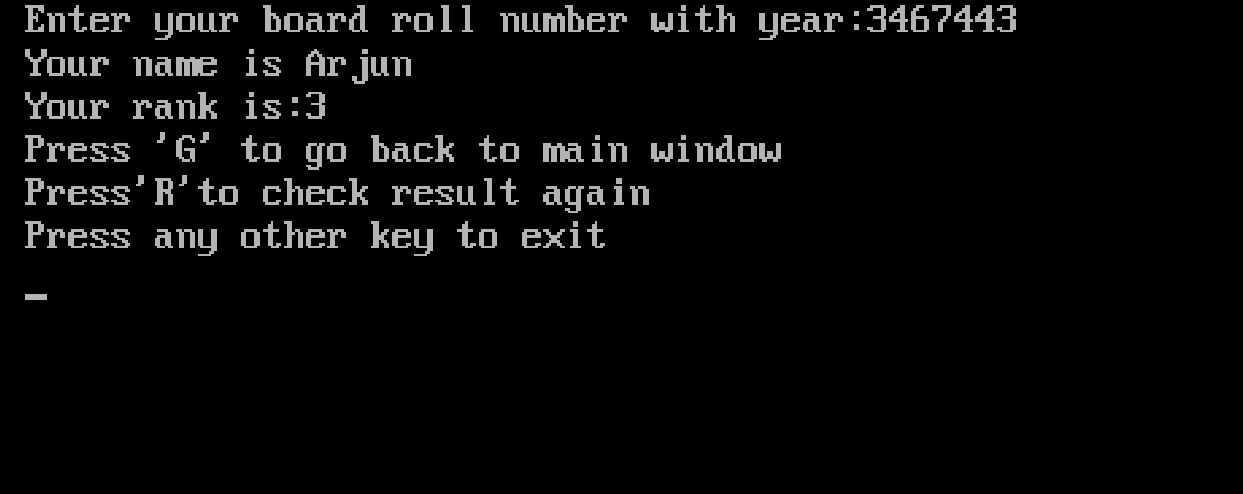 Enter your board roll number with year:3467443
Your name is Arjun
Your rank is:3
Press 'G' to go back to main window
Press'R'to check result again
Press any other key to exit